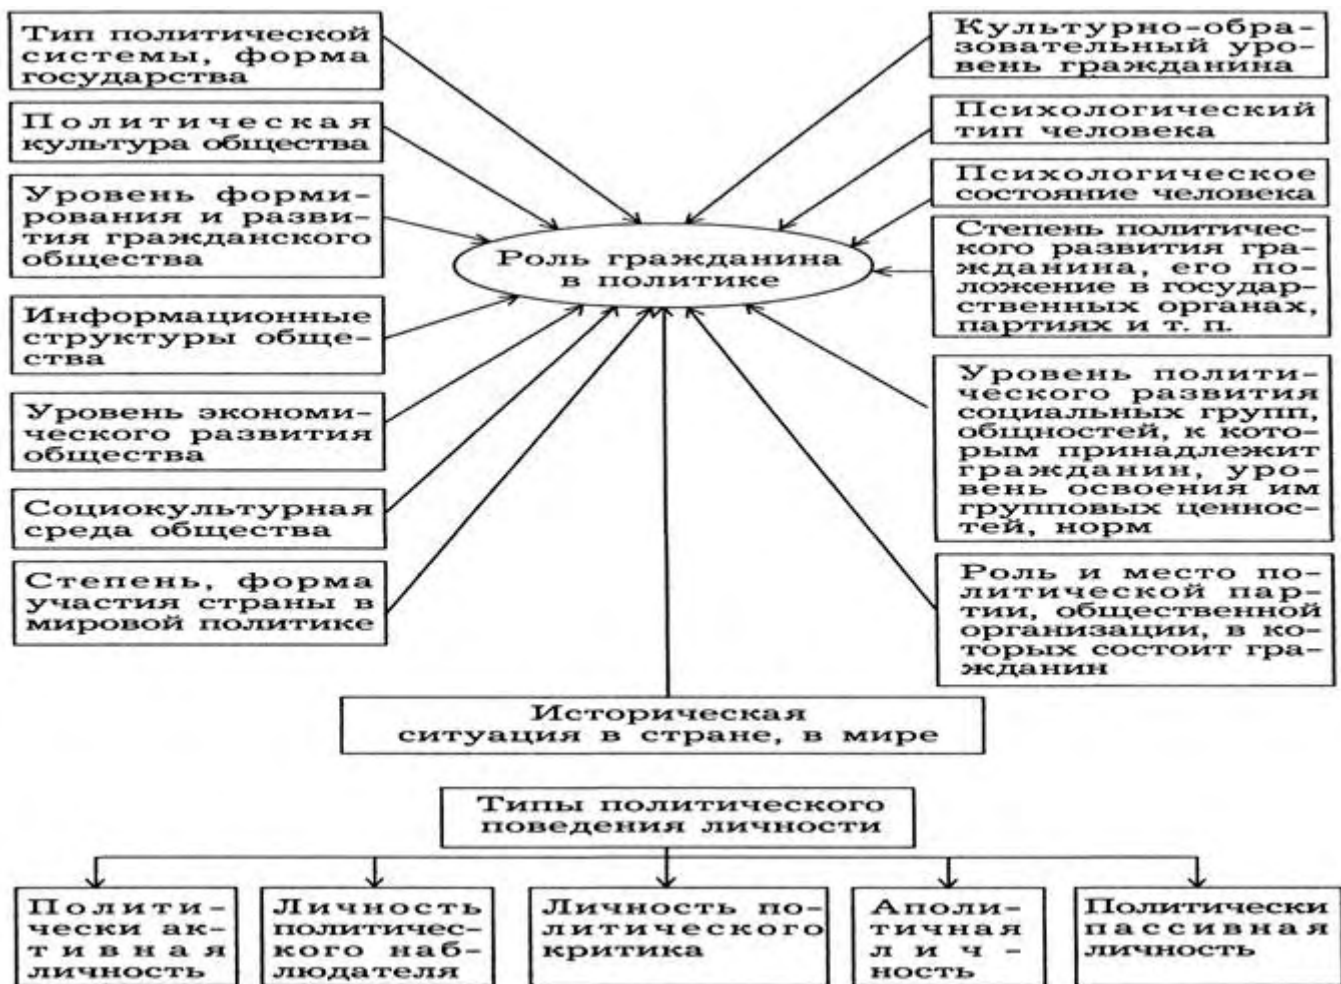 Тип политической
системы, форма
государства
Политическая
культура общества
Уровень форми-
рования и разви-
тия гражданского
общества
Информационные
структуры обще-
ства
Уровень экономи-
ческого развития
общества
Социокультурная
среда общества
Степень, форма
участия страны в
мировой политике
Роль гражданина
в политике
Культурно-обра-
зовательный уро-
вень гражданина
Психологический
тип человека
Психологическое
состояние человека
Степень политичес-
кого развития гра-
жданина, его по-
ложение в государ-
ственных органах,
партиях и т. п.
Уровень полити-
ческого развития
социальных групп,
общностей, к кото-
рым принадлежит
гражданин, уро-
вень освоения им
групповых ценнос-
тей, норм
Роль и место по-
литической пар-
тии, общественной
организации, в ко-
торых состоит гра-
жданин
Историческая
ситуация в стране, в мире
Типы политического
поведения личности
Полити-
чески ак-
тивная
личность
Личность
политичес-
кого наб-
людателя
Личность по-
литического
критика
Аполи-
тичная
лич-
ность
Политически
пассивная
личность